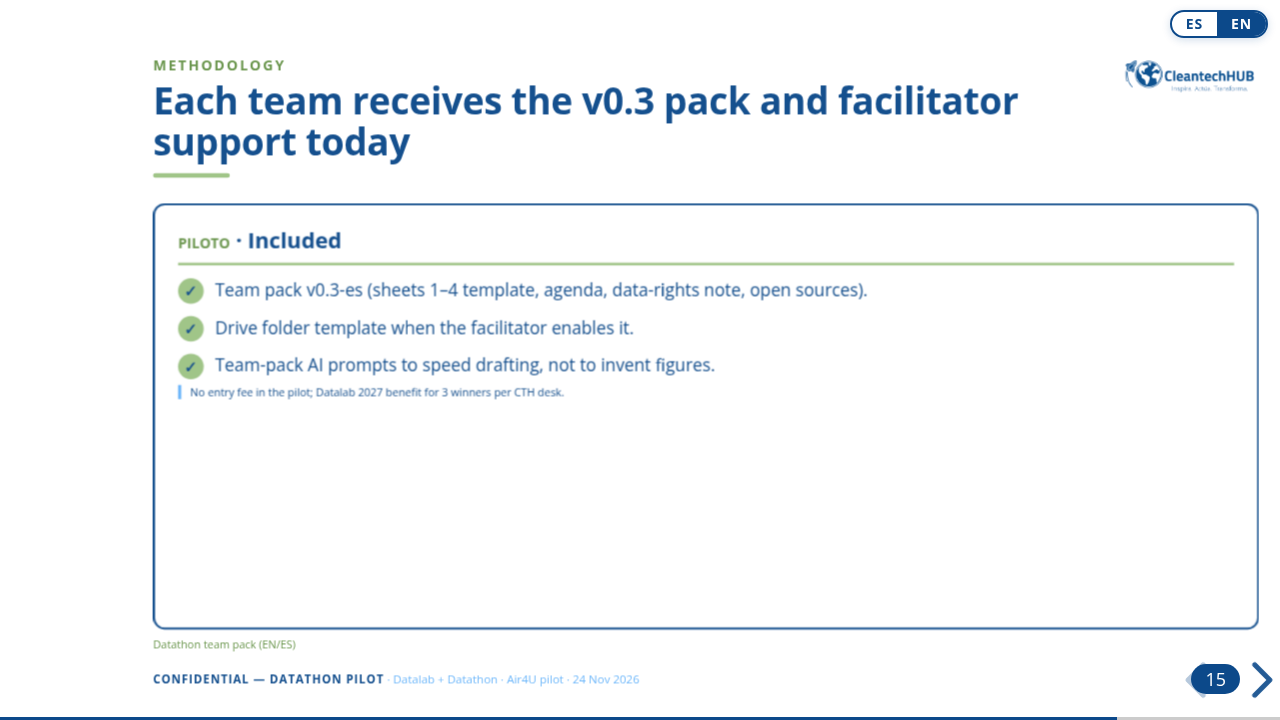 ES EN
METHODOLOGY
CleantechHUB
Inspira. Actúa. Transforma.
Each team receives the v0.3 pack and facilitator
support today
PILOTO · Included
✓ Team pack v0.3-es (sheets 1–4 template, agenda, data-rights note, open sources).
✓ Drive folder template when the facilitator enables it.
✓ Team-pack AI prompts to speed drafting, not to invent figures.
No entry fee in the pilot; Datalab 2027 benefit for 3 winners per CTH desk.
Datathon team pack (EN/ES)
CONFIDENTIAL — DATATHON PILOT · Datalab + Datathon · Air4U pilot · 24 Nov 2026
15